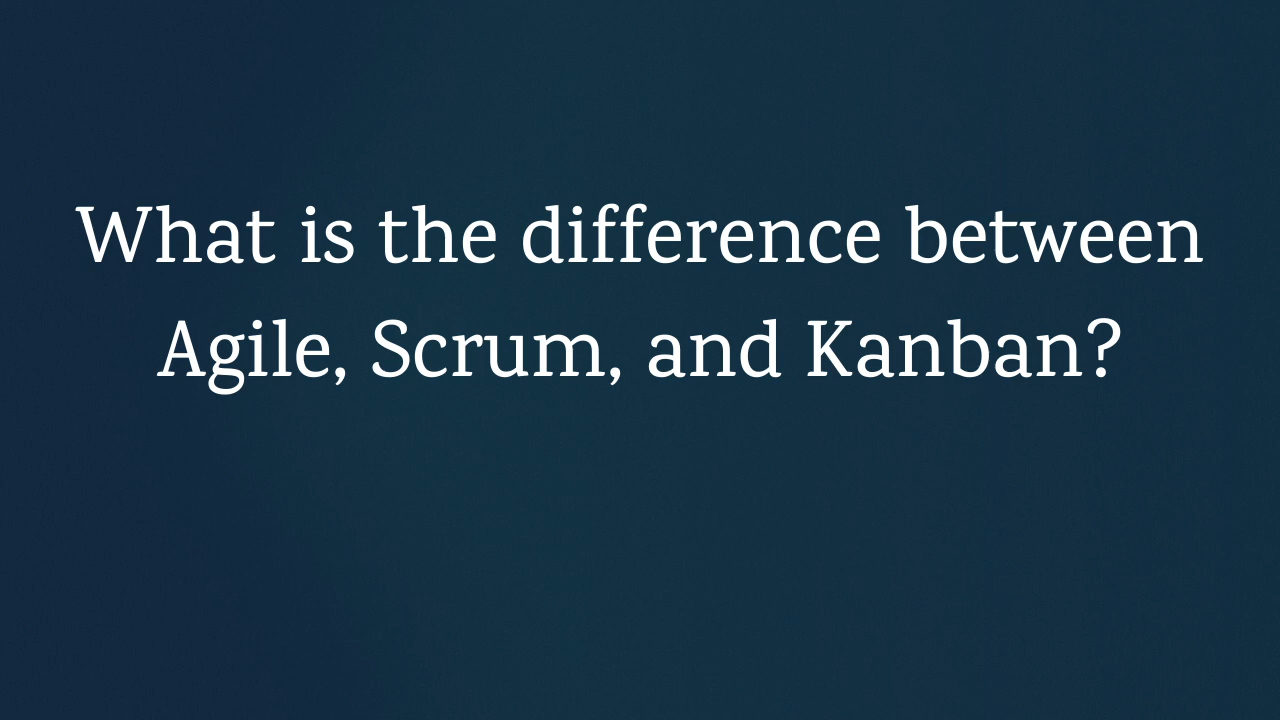 What is the difference between
Agile, Scrum, and Kanban?